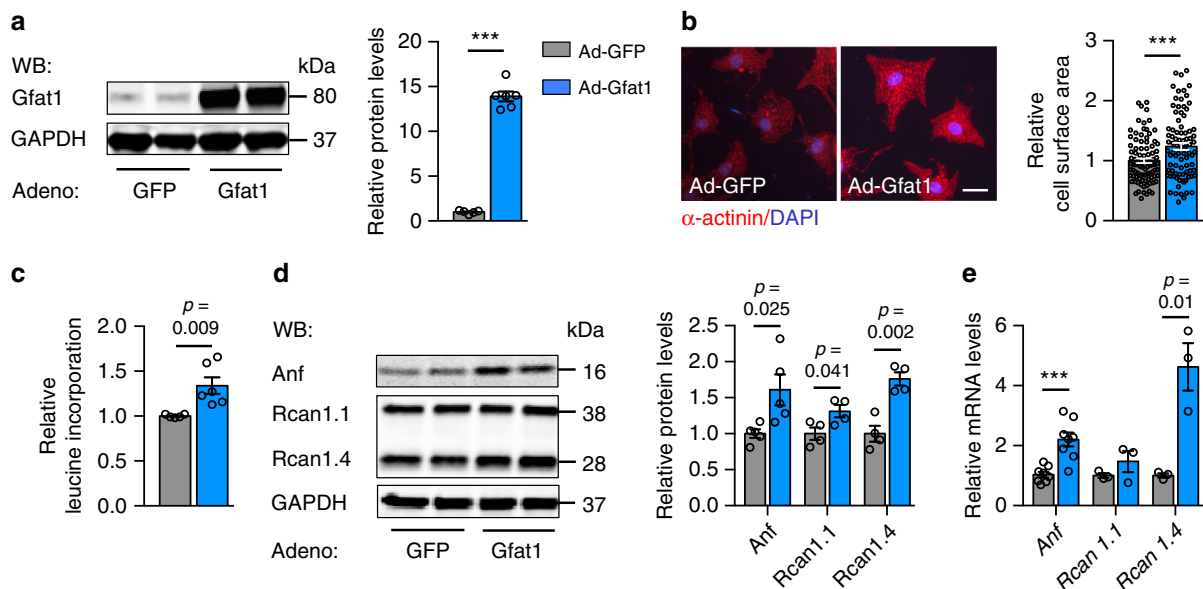 a
WB:
kDa
Gfat1
80
GAPDH
37
Adeno:
GFP
Gfat1
Relative protein levels
20
15
10
5
0
***
Ad-GFP
Ad-Gfat1
b
Ad-GFP
Ad-Gfat1
α-actinin/DAPI
Relative
cell surface area
3
2
1
0
***
c
Relative
leucine incorporation
2.0
1.5
1.0
0.5
0.0
p =
0.009
d
WB:
kDa
Anf
16
Rcan1.1
38
Rcan1.4
28
GAPDH
37
Adeno:
GFP
Gfat1
Relative protein levels
2.5
2.0
1.5
1.0
0.5
0.0
p =
0.025
p =
0.041
p =
0.002
Anf
Rcan1.1
Rcan1.4
e
Relative mRNA levels
6
4
2
0
***
p =
0.01
Anf
Rcan 1.1
Rcan 1.4